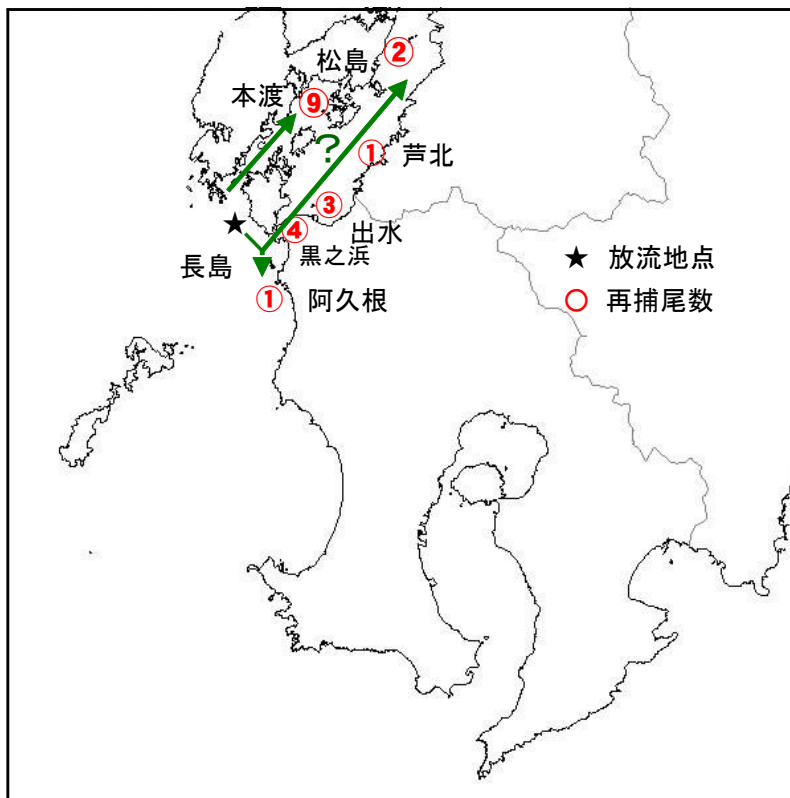 ②
松島
本渡
⑨
?
①
芦北
③
④
出水
黒之浜
長島
①
阿久根
★ 放流地点
○ 再捕尾数